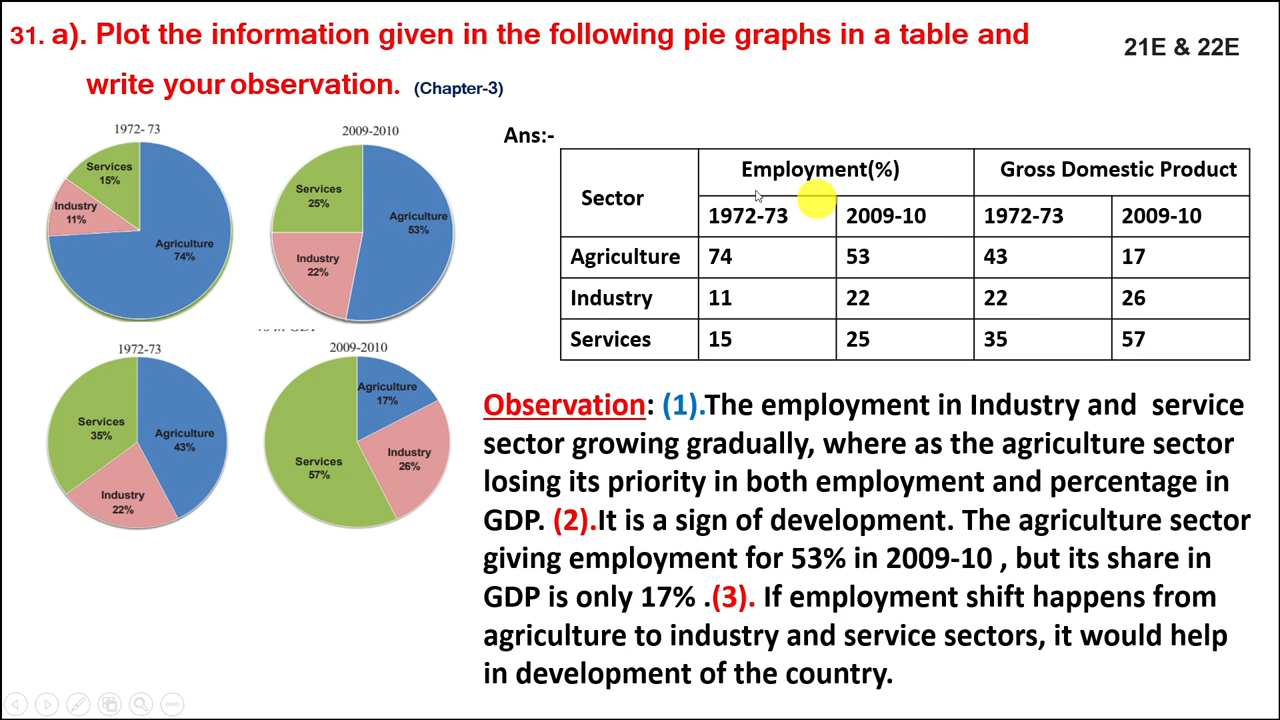 31. a). Plot the information given in the following pie graphs in a table and
write your observation. (Chapter-3)
21E & 22E
1972- 73
Services
15%
Industry
11%
Agriculture
74%
2009-2010
Services
25%
Agriculture
53%
Industry
22%
1972-73
Services
35%
Agriculture
43%
Industry
22%
2009-2010
Agriculture
17%
Industry
26%
Services
57%
Ans:-
Sector Employment(%) Gross Domestic Product
1972-73 2009-10 1972-73 2009-10
Agriculture 74 53 43 17
Industry 11 22 22 26
Services 15 25 35 57
Observation: (1).The employment in Industry and service
sector growing gradually, where as the agriculture sector
losing its priority in both employment and percentage in
GDP. (2).It is a sign of development. The agriculture sector
giving employment for 53% in 2009-10 , but its share in
GDP is only 17% .(3). If employment shift happens from
agriculture to industry and service sectors, it would help
in development of the country.